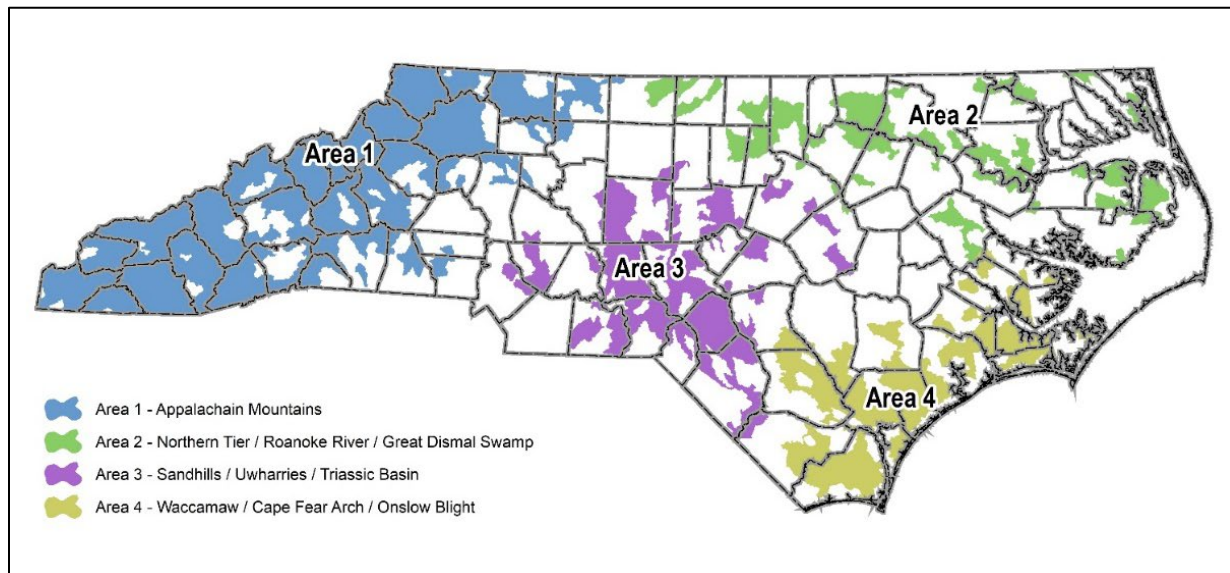 Area 1
Area 2
Area 3
Area 4
Area 1 - Appalachain Mountains
Area 2 - Northern Tier / Roanoke River / Great Dismal Swamp
Area 3 - Sandhills / Uwharries / Triassic Basin
Area 4 - Waccamaw / Cape Fear Arch / Onslow Blight